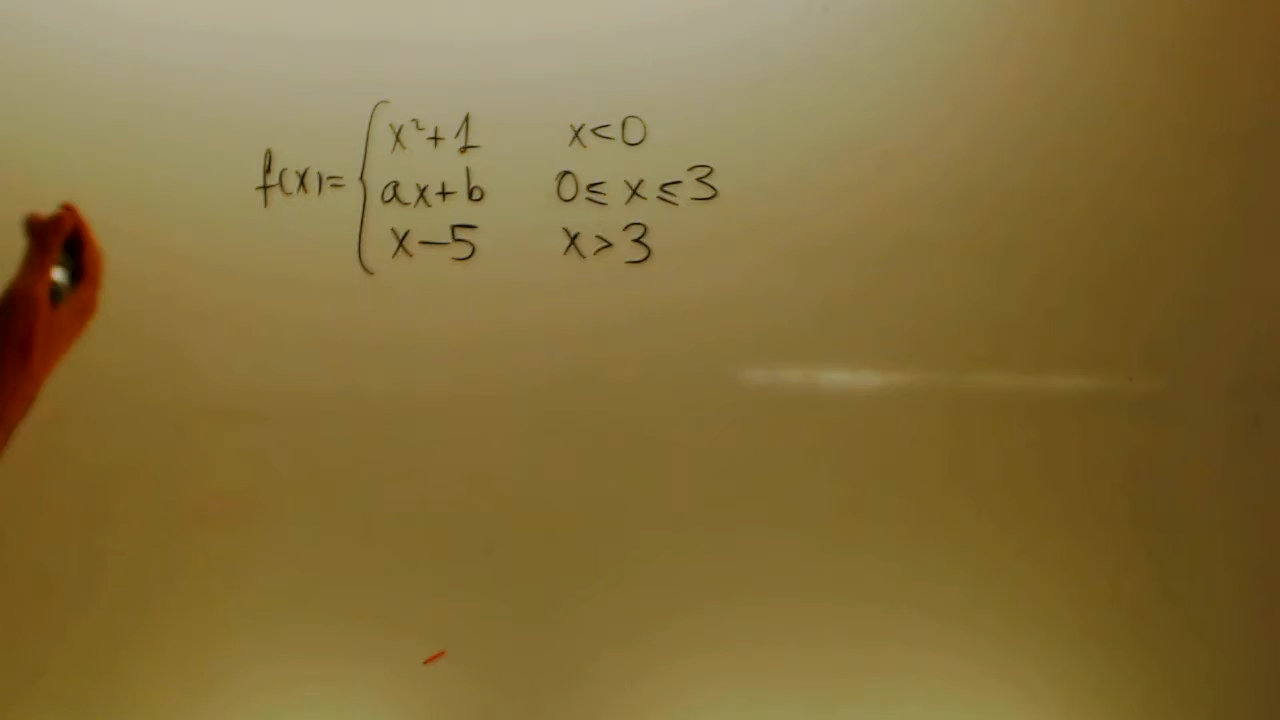 f(x)= { x²+1 x<0
ax+b 0≤x≤3
x-5 x>3